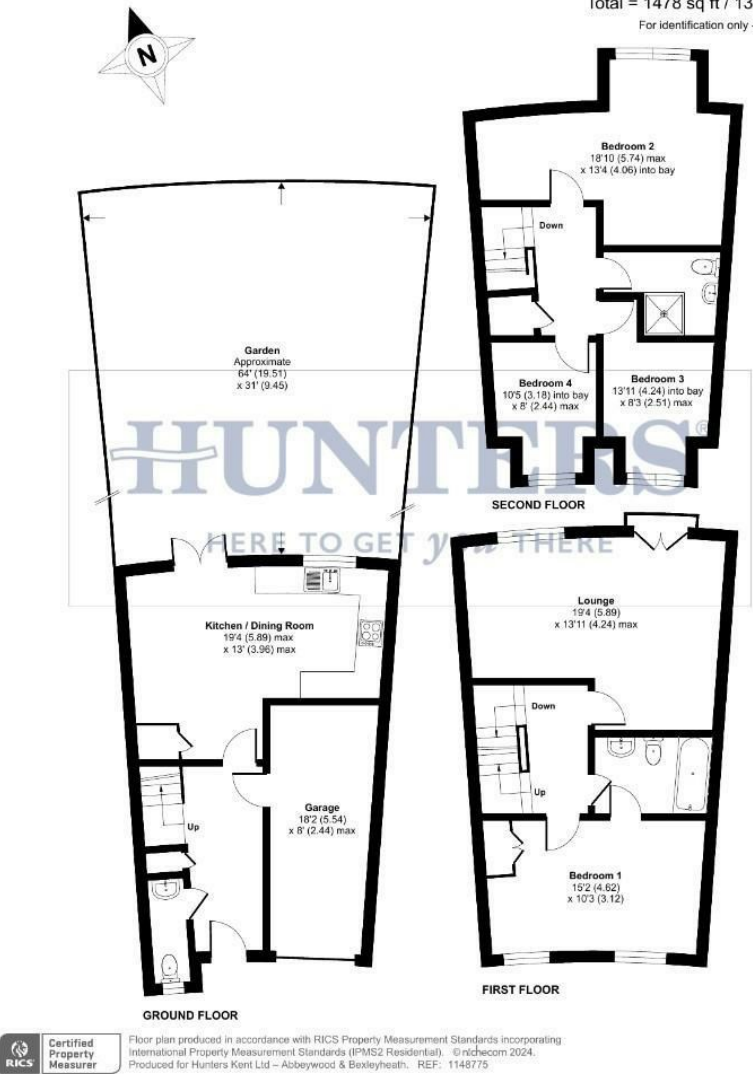 Total = 1478 sq ft / 13
For identification only -
N
Bedroom 2
18'10 (5.74) max
x 13'4 (4.06) into bay
Down
Bedroom 4
10'5 (3.18) into bay
x 8' (2.44) max
Bedroom 3
13'11 (4.24) into bay
x 8'3 (2.51) max
SECOND FLOOR
Garden
Approximate
64' (19.51)
x 31' (9.45)
HUNTERS®
HERE TO GET you THERE
Kitchen / Dining Room
19'4 (5.89) max
x 13' (3.96) max
Up
Garage
18'2 (5.54)
x 8' (2.44) max
GROUND FLOOR
Lounge
19'4 (5.89)
x 13'11 (4.24) max
Down
Up
Bedroom 1
15'2 (4.62)
x 10'3 (3.12)
FIRST FLOOR
RICS
Certified
Property
Measurer
Floor plan produced in accordance with RICS Property Measurement Standards incorporating
International Property Measurement Standards (IPMS2 Residential). © nichecom 2024.
Produced for Hunters Kent Ltd – Abbeywood & Bexleyheath. REF: 1148775